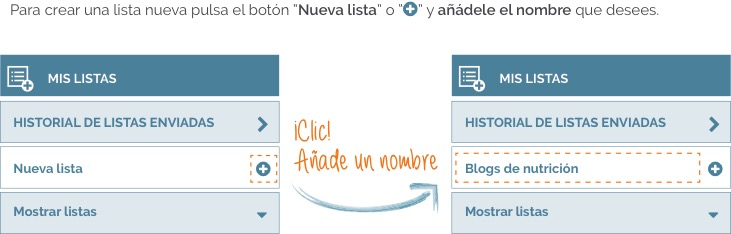 Para crear una lista nueva pulsa el botón “Nueva lista” o “+” y añádele el nombre que desees.
MIS LISTAS
HISTORIAL DE LISTAS ENVIADAS
Nueva lista
Mostrar listas
¡Clic!
Añade un nombre
MIS LISTAS
HISTORIAL DE LISTAS ENVIADAS
Blogs de nutrición
Mostrar listas